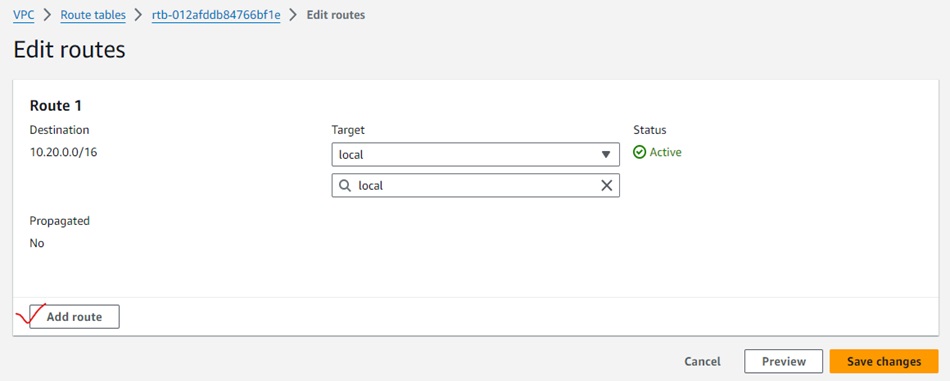 VPC > Route tables > rtb-012afddb84766bf1e > Edit routes
Edit routes
Route 1
Destination Target Status
10.20.0.0/16 local Active
local
Propagated
No
Add route
Cancel Preview Save changes